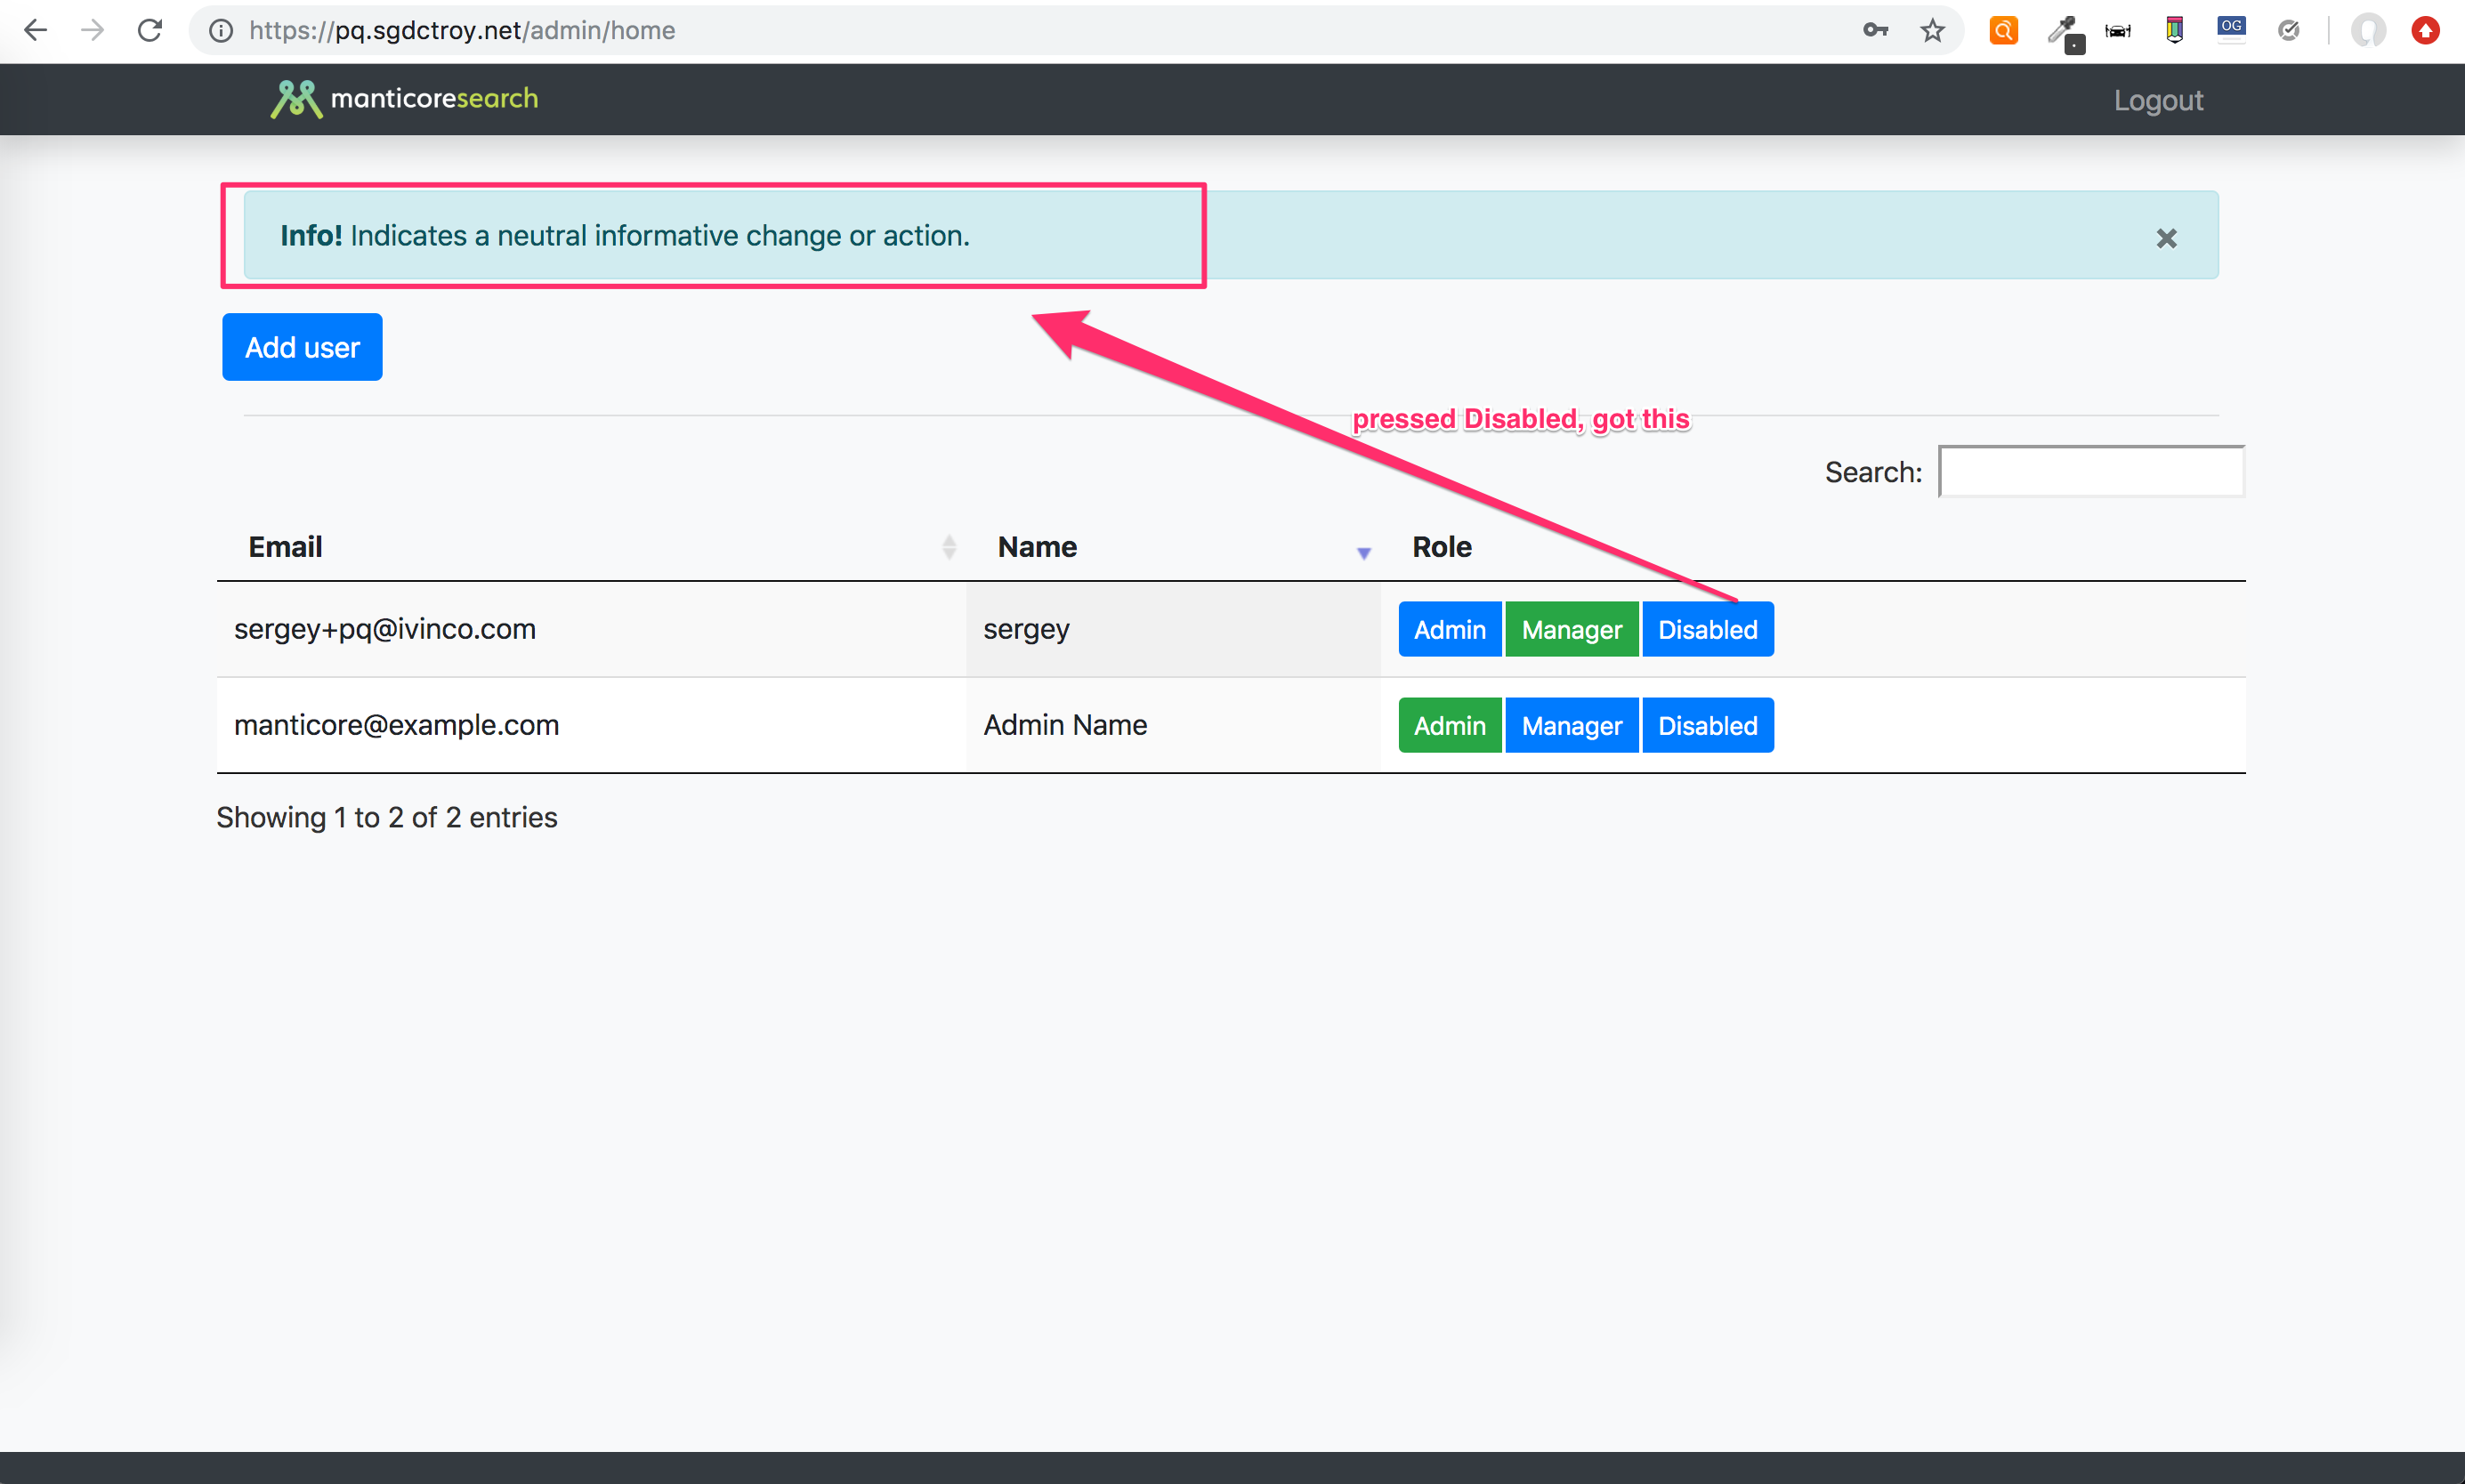 https://pq.sgdctroy.net/admin/home
OG
manticoresearch
Logout
Info! Indicates a neutral informative change or action.
Add user
pressed Disabled, got this
Search:
Email Name Role
sergey+pq@ivinco.com sergey Admin Manager Disabled
manticore@example.com Admin Name Admin Manager Disabled
Showing 1 to 2 of 2 entries